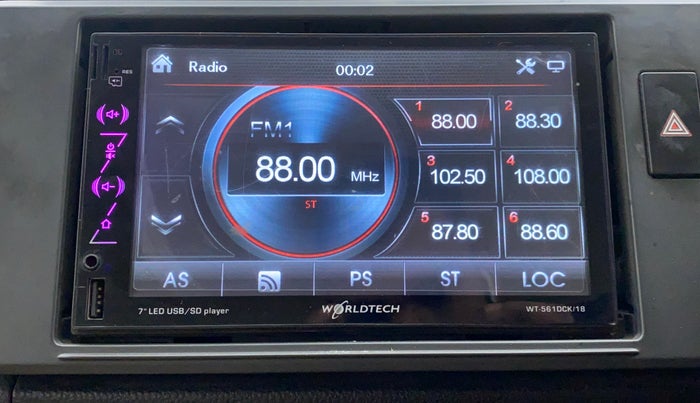 RES
Radio
00:02
FM1
88.00 MHz
ST
1 88.00
2 88.30
3 102.50
4 108.00
5 87.80
6 88.60
AS PS ST LOC
7" LED USB/SD player
WORLDTECH
WT-561DCK/18